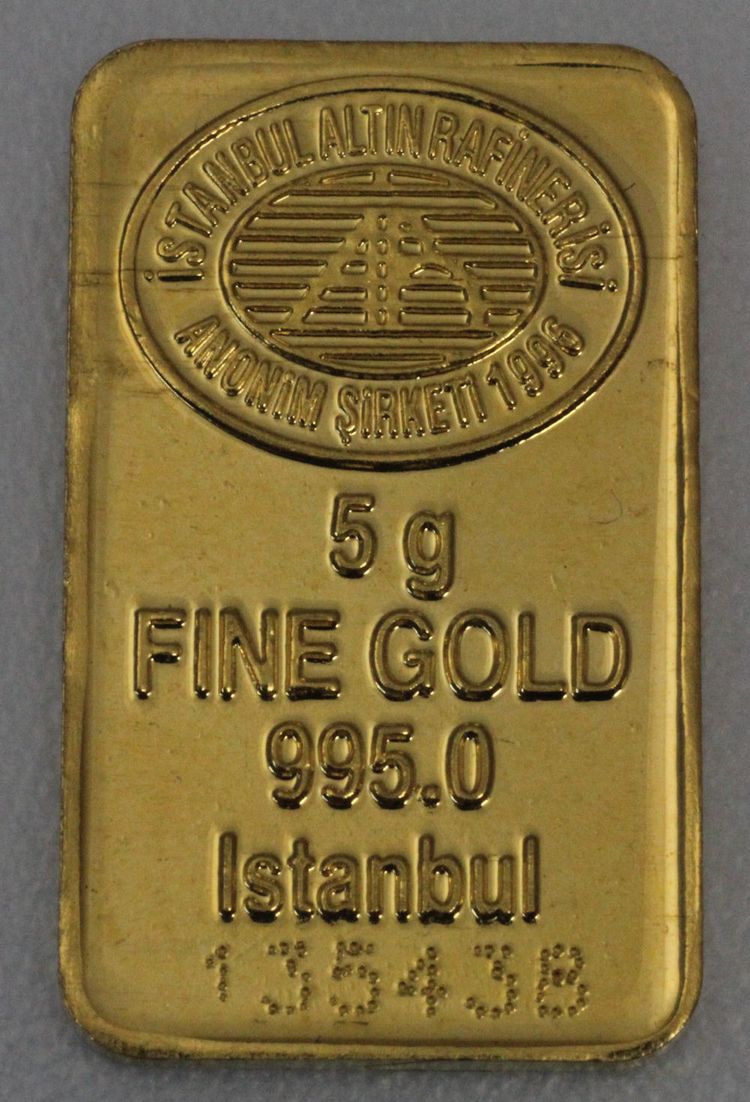 İSTANBUL ALTIN RAFİNERİSİ
ANONİM ŞİRKETİ 1996
5 g
FINE GOLD
995.0
Istanbul
135438